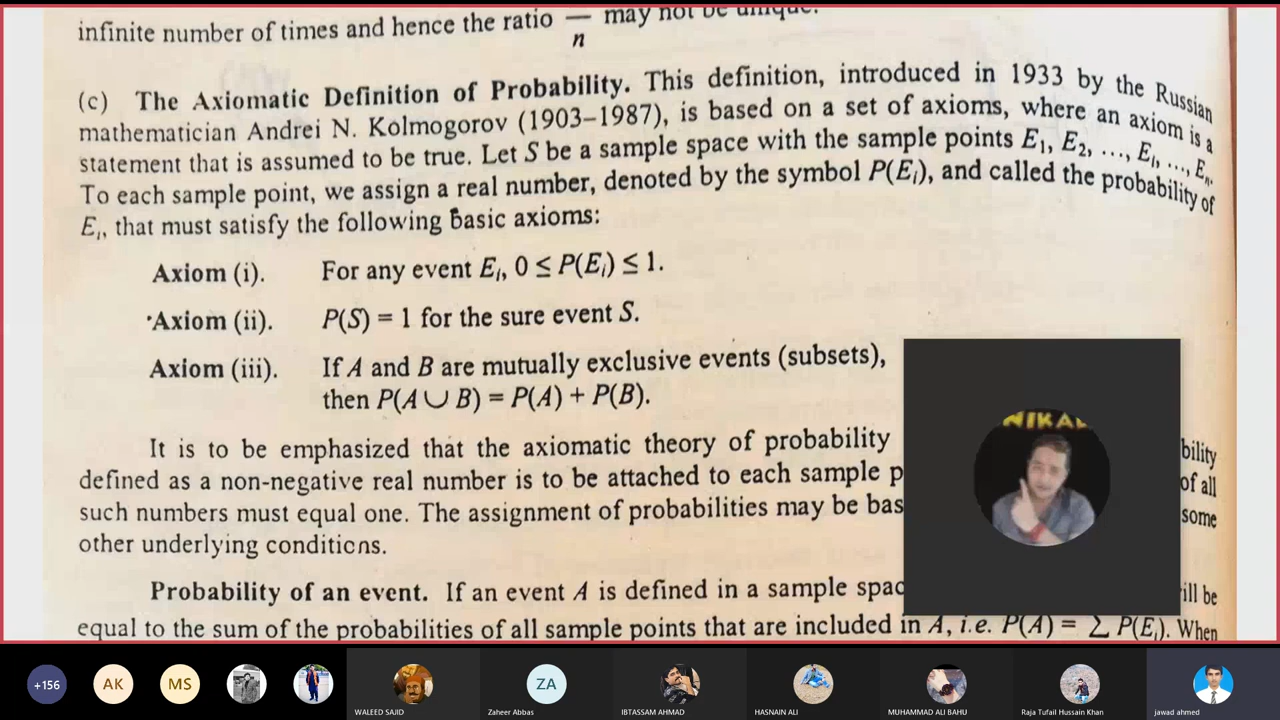 infinite number of times and hence the ratio — may not be unique.
n
(c) The Axiomatic Definition of Probability. This definition, introduced in 1933 by the Russian
mathematician Andrei N. Kolmogorov (1903–1987), is based on a set of axioms, where an axiom is a
statement that is assumed to be true. Let S be a sample space with the sample points E₁, E₂, ..., Eᵢ, ..., Eₙ.
To each sample point, we assign a real number, denoted by the symbol P(Eᵢ), and called the probability of
Eᵢ, that must satisfy the following basic axioms:
Axiom (i). For any event Eᵢ, 0 ≤ P(Eᵢ) ≤ 1.
Axiom (ii). P(S) = 1 for the sure event S.
Axiom (iii). If A and B are mutually exclusive events (subsets),
then P(A ∪ B) = P(A) + P(B).
It is to be emphasized that the axiomatic theory of probability bility
defined as a non-negative real number is to be attached to each sample p of all
such numbers must equal one. The assignment of probabilities may be bas some
other underlying conditions.
Probability of an event. If an event A is defined in a sample spac ill be
equal to the sum of the probabilities of all sample points that are included in A, i.e. P(A) = ∑ P(Eᵢ). When
NIKAL
+156
AK
MS
WALEED SAJID
ZA
Zaheer Abbas
IBTASSAM AHMAD
HASNAIN ALI
MUHAMMAD ALI BAHU
Raja Tufail Hussain Khan
jawad ahmed